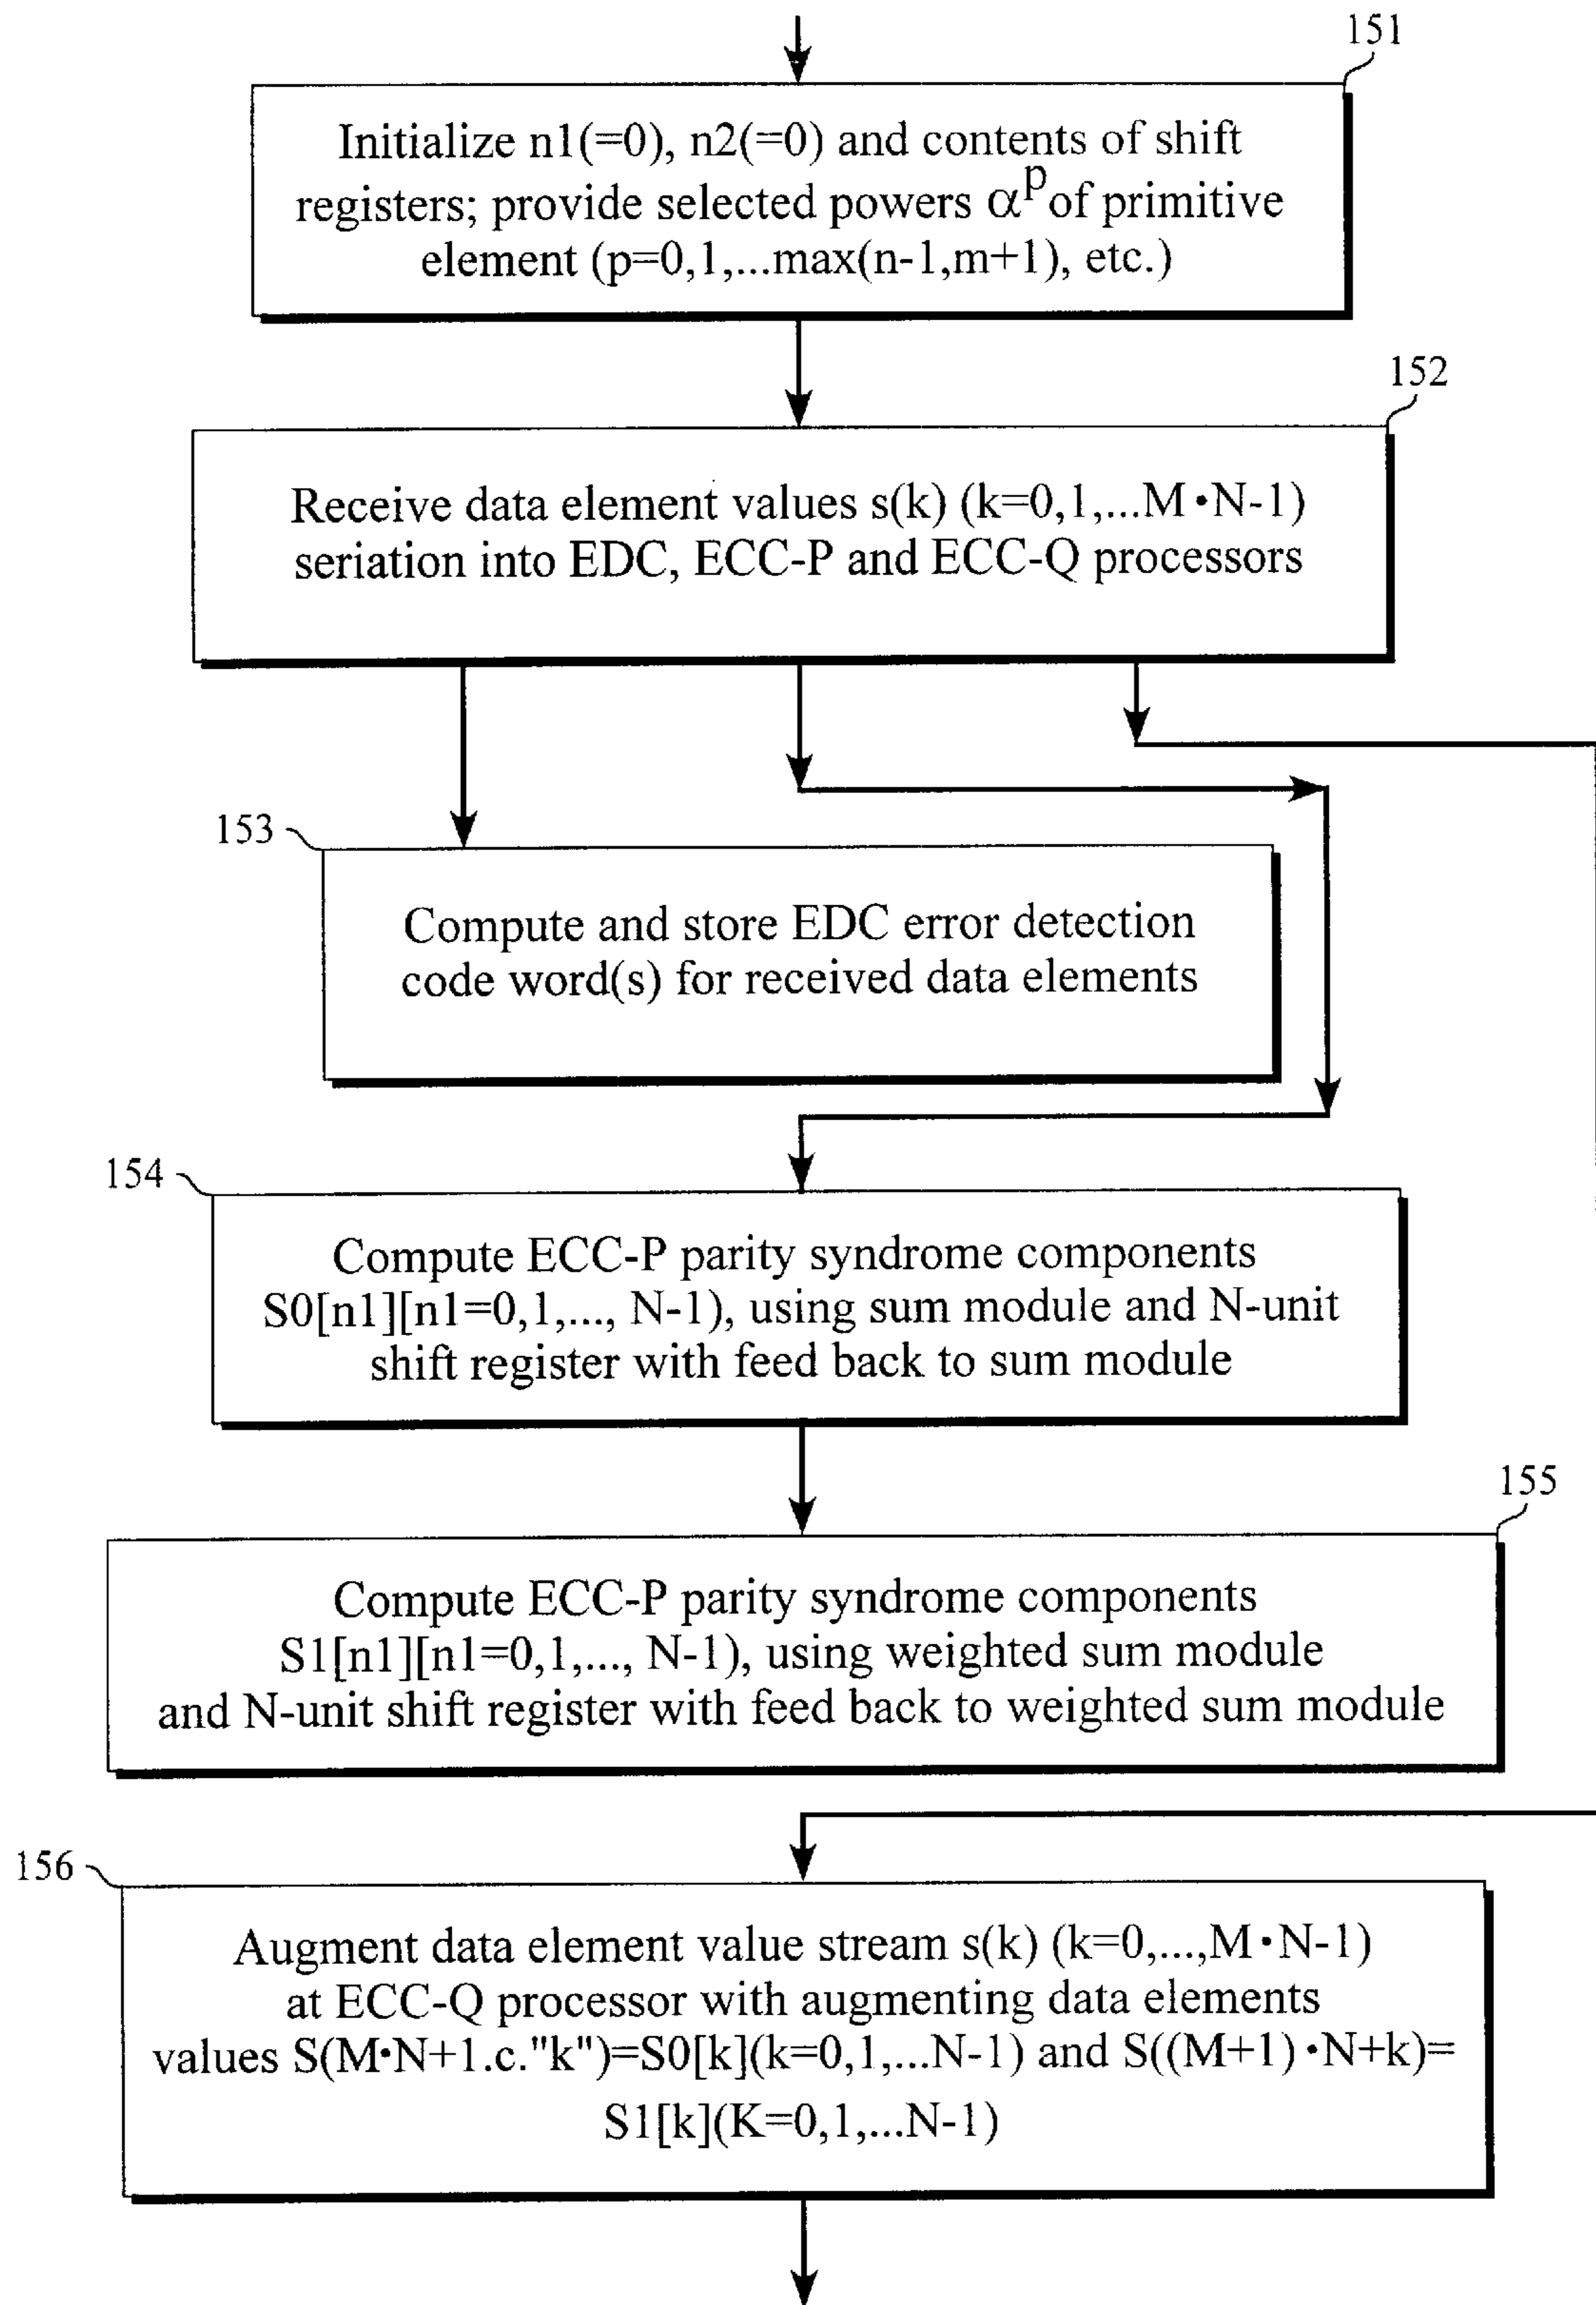 151
Initialize n1(=0), n2(=0) and contents of shift
registers; provide selected powers α^p of primitive
element (p=0,1,...max(n-1,m+1), etc.)
152
Receive data element values s(k) (k=0,1,...M•N-1)
seriation into EDC, ECC-P and ECC-Q processors
153
Compute and store EDC error detection
code word(s) for received data elements
154
Compute ECC-P parity syndrome components
S0[n1][n1=0,1,..., N-1), using sum module and N-unit
shift register with feed back to sum module
155
Compute ECC-P parity syndrome components
S1[n1][n1=0,1,..., N-1), using weighted sum module
and N-unit shift register with feed back to weighted sum module
156
Augment data element value stream s(k) (k=0,...,M•N-1)
at ECC-Q processor with augmenting data elements
values S(M•N+1.c."k")=S0[k](k=0,1,...N-1) and S((M+1)•N+k)=
S1[k](K=0,1,...N-1)